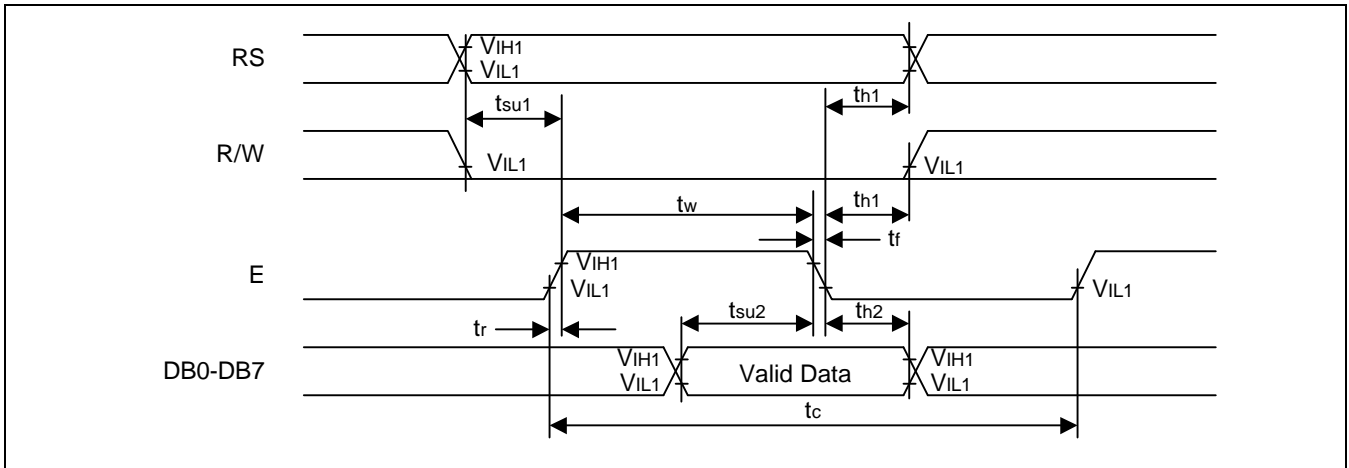 RS
VIH1
VIL1
tsu1
th1
R/W
VIL1
VIL1
tw
th1
tf
E
VIH1
VIL1
VIL1
tr
tsu2
th2
DB0-DB7
VIH1
VIL1
Valid Data
VIH1
VIL1
tc